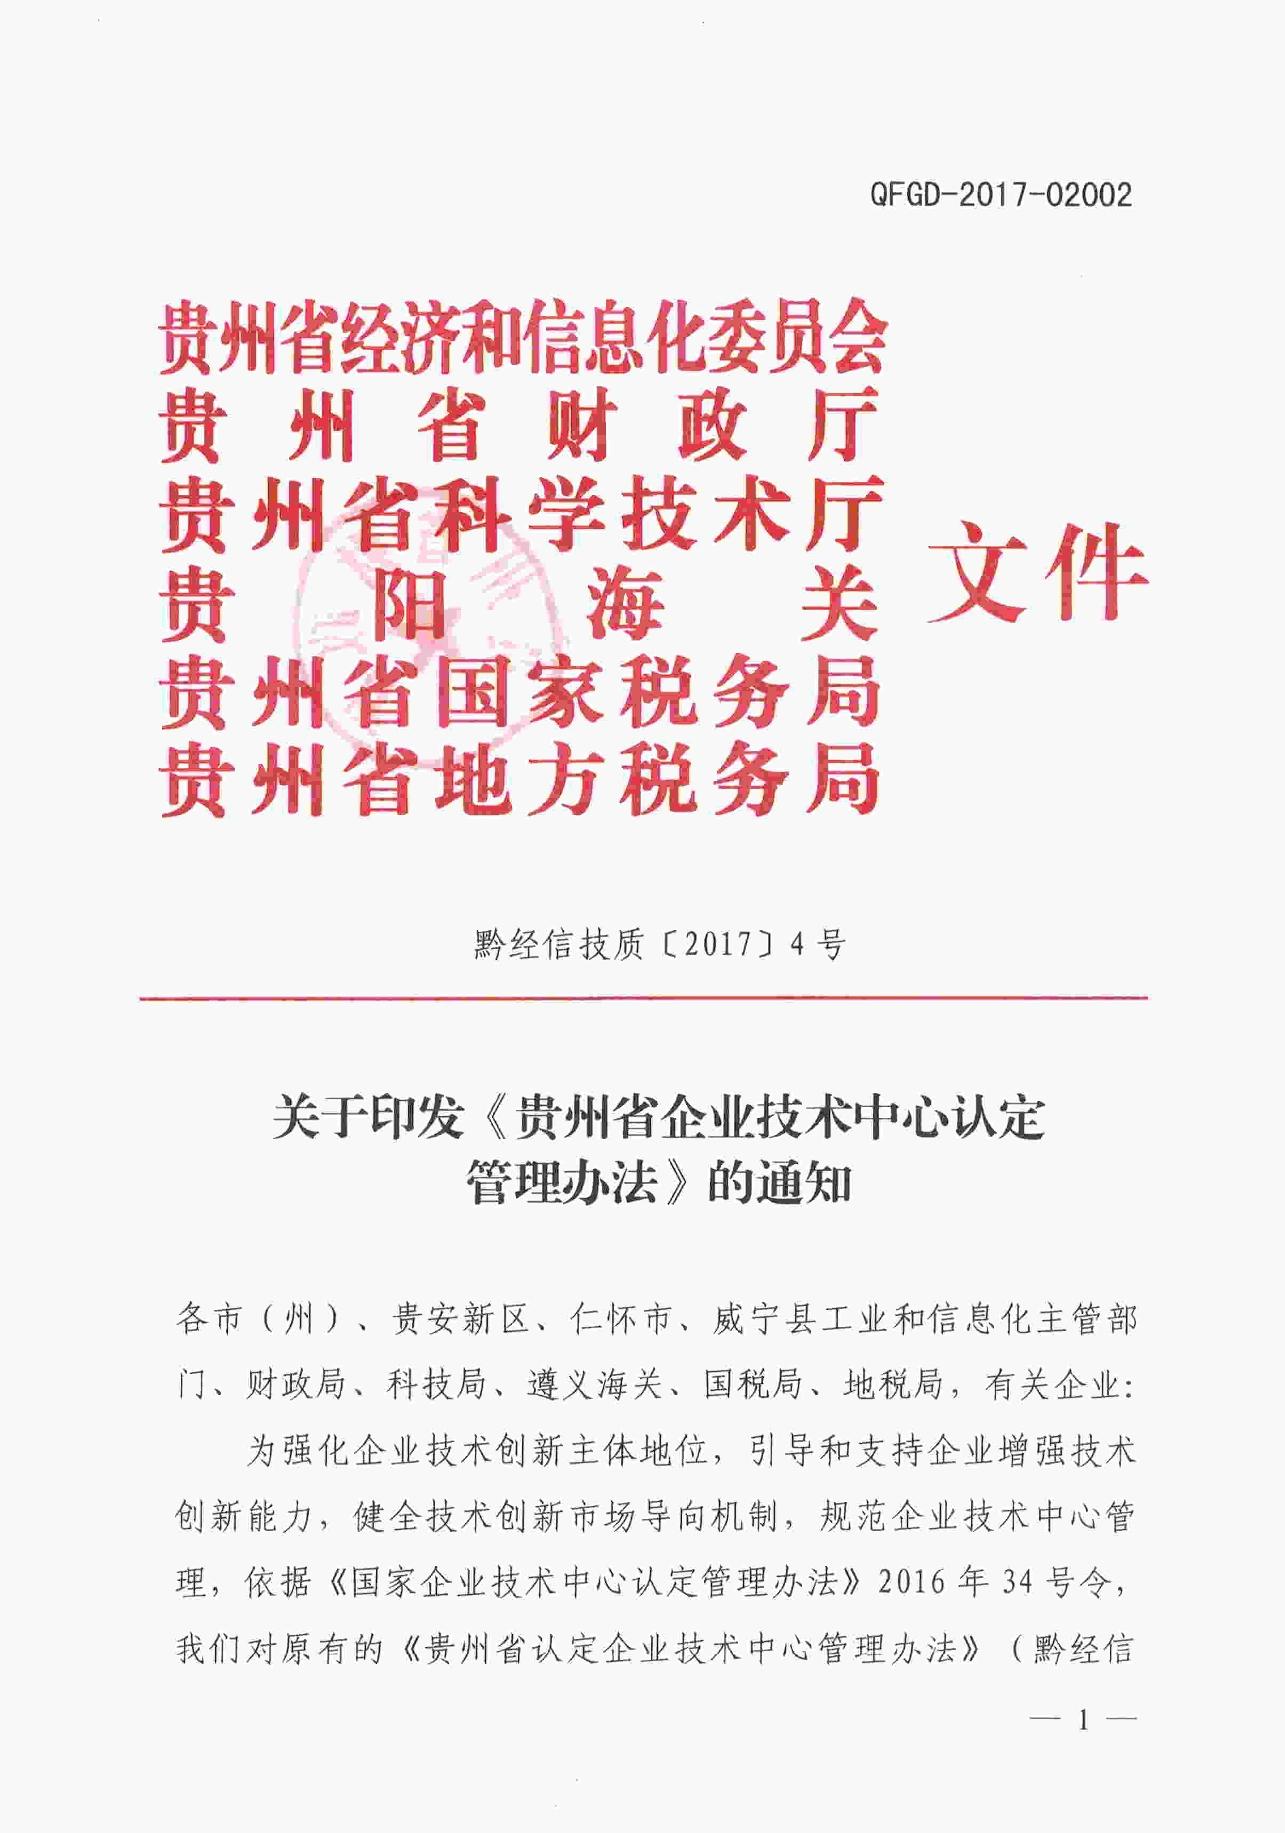 QFGD-2017-02002
贵州省经济和信息化委员会
贵州省财政厅
贵州省科学技术厅
贵阳海关
贵州省国家税务局
贵州省地方税务局
文件
黔经信技质〔2017〕4号
关于印发《贵州省企业技术中心认定
管理办法》的通知
各市（州）、贵安新区、仁怀市、威宁县工业和信息化主管部
门、财政局、科技局、遵义海关、国税局、地税局，有关企业：
为强化企业技术创新主体地位，引导和支持企业增强技术
创新能力，健全技术创新市场导向机制，规范企业技术中心管
理，依据《国家企业技术中心认定管理办法》2016年34号令，
我们对原有的《贵州省认定企业技术中心管理办法》（黔经信
— 1 —